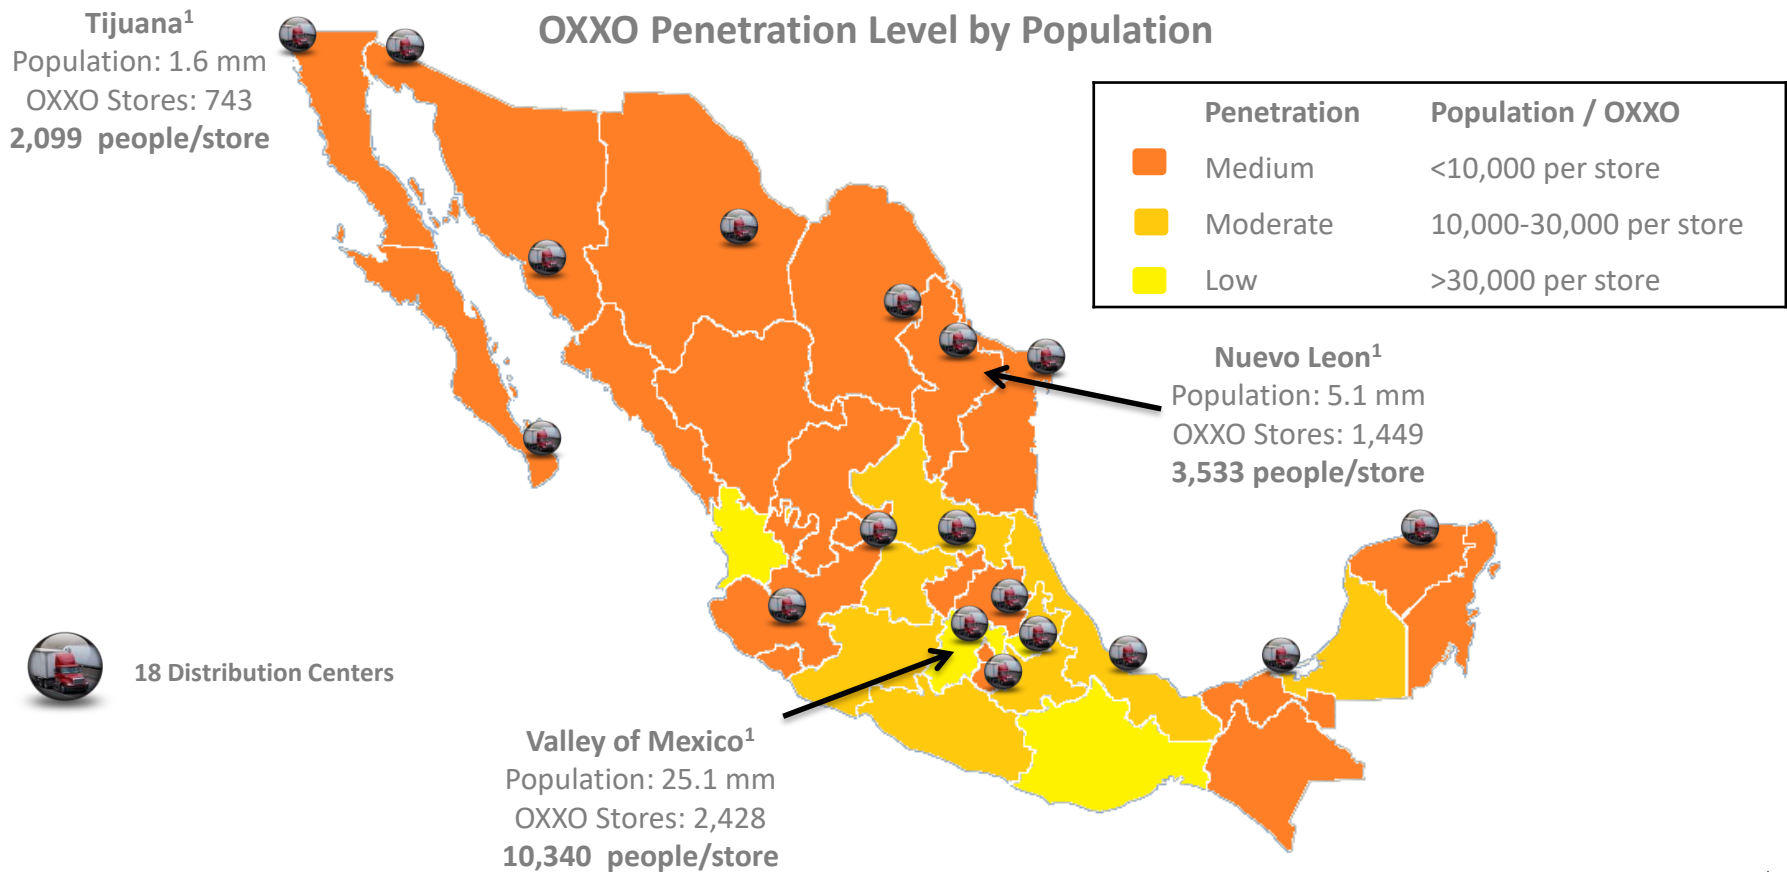 OXXO Penetration Level by Population
Tijuana¹
Population: 1.6 mm
OXXO Stores: 743
2,099 people/store
Penetration Population / OXXO
Medium <10,000 per store
Moderate 10,000-30,000 per store
Low >30,000 per store
Nuevo Leon¹
Population: 5.1 mm
OXXO Stores: 1,449
3,533 people/store
18 Distribution Centers
Valley of Mexico¹
Population: 25.1 mm
OXXO Stores: 2,428
10,340 people/store